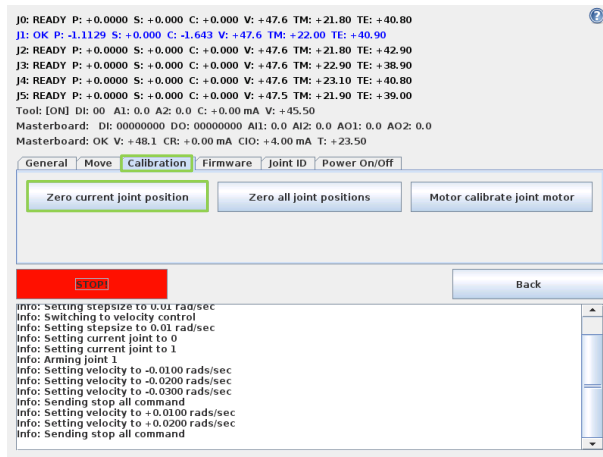 J0: READY P: +0.0000 S: +0.000 C: +0.000 V: +47.6 TM: +21.80 TE: +40.80
J1: OK P: -1.1129 S: +0.000 C: -1.643 V: +47.6 TM: +22.00 TE: +40.90
J2: READY P: +0.0000 S: +0.000 C: +0.000 V: +47.6 TM: +21.80 TE: +42.90
J3: READY P: +0.0000 S: +0.000 C: +0.000 V: +47.6 TM: +22.90 TE: +38.90
J4: READY P: +0.0000 S: +0.000 C: +0.000 V: +47.6 TM: +23.10 TE: +40.80
J5: READY P: +0.0000 S: +0.000 C: +0.000 V: +47.5 TM: +21.90 TE: +39.00
Tool: [ON] DI: 00 A1: 0.0 A2: 0.0 C: +0.00 mA V: +45.50
Masterboard: DI: 00000000 DO: 00000000 AI1: 0.0 AI2: 0.0 AO1: 0.0 AO2: 0.0
Masterboard: OK V: +48.1 CR: +0.00 mA CIO: +4.00 mA T: +23.50
General Move Calibration Firmware Joint ID Power On/Off
Zero current joint position Zero all joint positions Motor calibrate joint motor
STOP! Back
Info: Setting stepsize to 0.01 rad/sec
Info: Switching to velocity control
Info: Setting stepsize to 0.01 rad/sec
Info: Setting current joint to 0
Info: Setting current joint to 1
Info: Arming joint 1
Info: Setting velocity to -0.0100 rads/sec
Info: Setting velocity to -0.0200 rads/sec
Info: Setting velocity to -0.0300 rads/sec
Info: Sending stop all command
Info: Setting velocity to +0.0100 rads/sec
Info: Setting velocity to +0.0200 rads/sec
Info: Sending stop all command